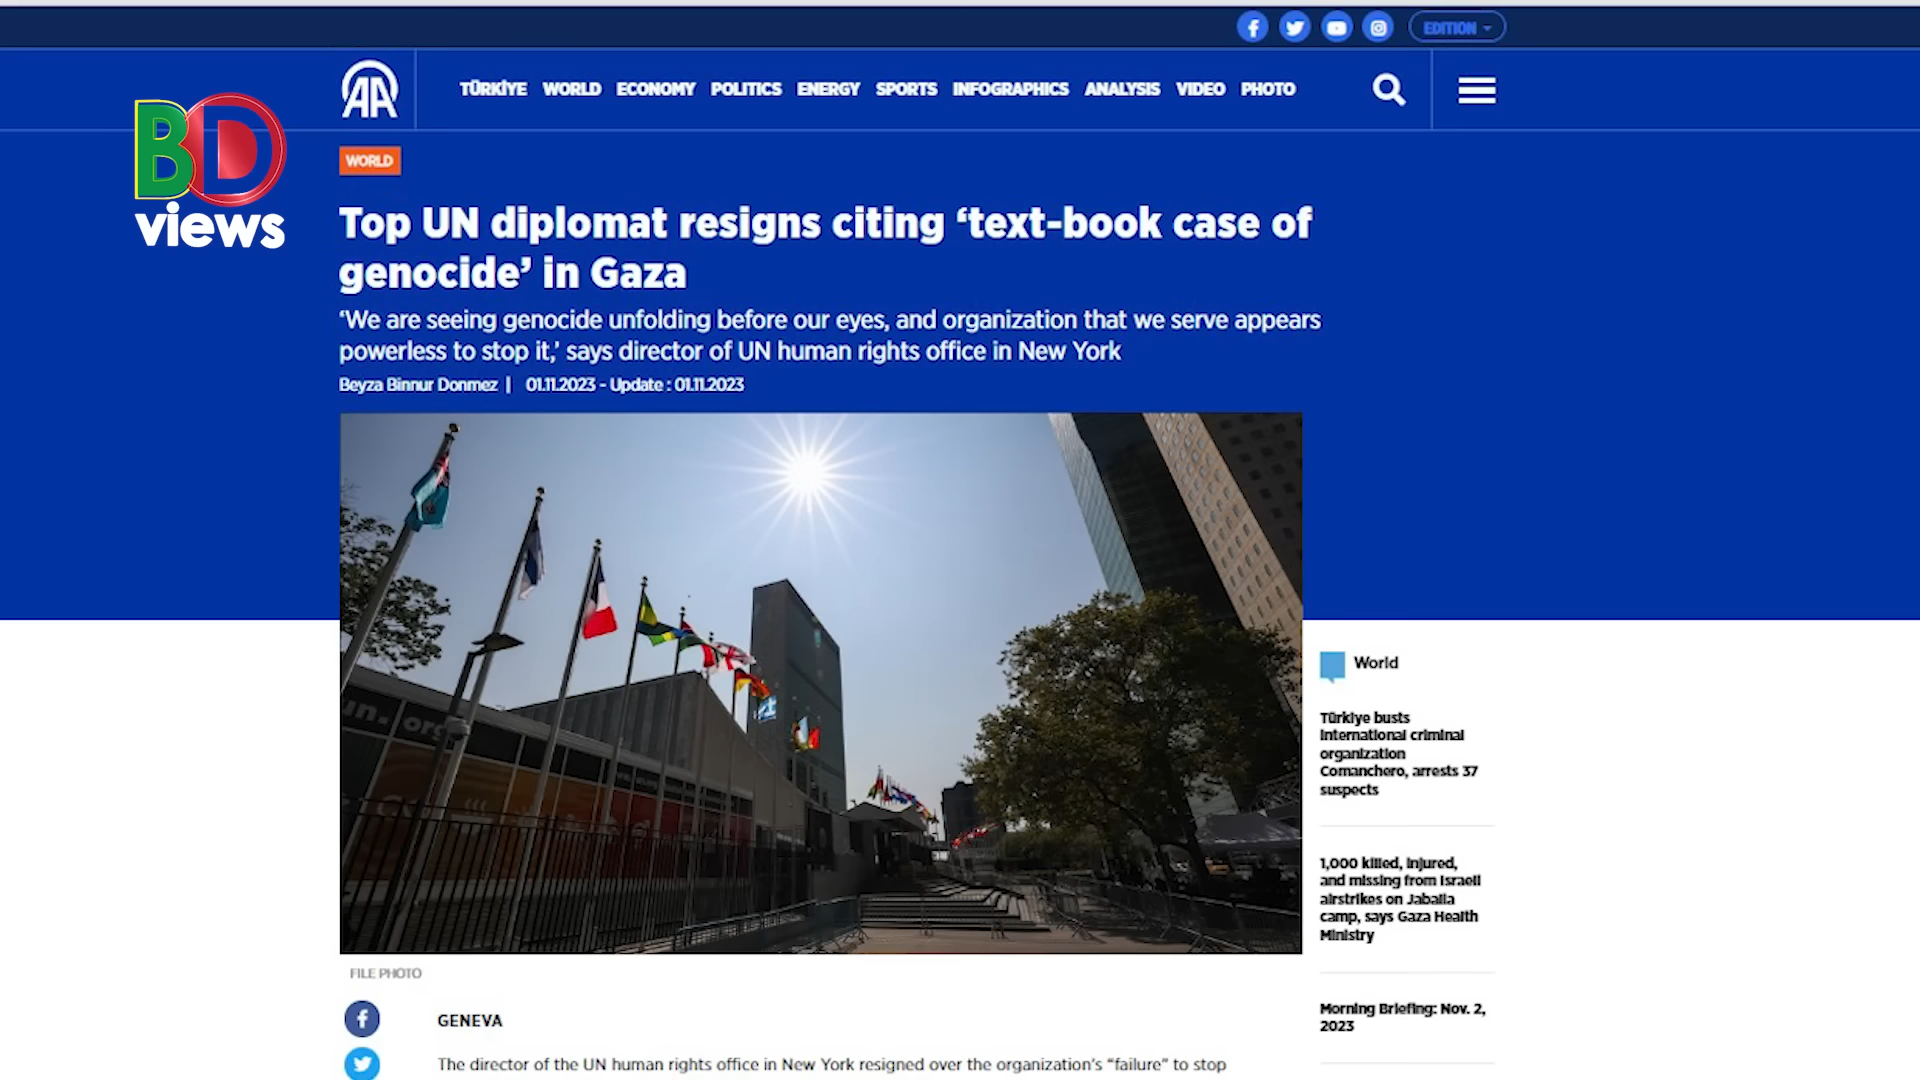 EDITION
AA
TÜRKİYE WORLD ECONOMY POLITICS ENERGY SPORTS INFOGRAPHICS ANALYSIS VIDEO PHOTO
BD
views
WORLD
Top UN diplomat resigns citing ‘text-book case of
genocide’ in Gaza
‘We are seeing genocide unfolding before our eyes, and organization that we serve appears
powerless to stop it,’ says director of UN human rights office in New York
Beyza Binnur Donmez | 01.11.2023 - Update : 01.11.2023
un.org
FILE PHOTO
GENEVA
The director of the UN human rights office in New York resigned over the organization’s “failure” to stop
World
Türkiye busts
international criminal
organization
Comanchero, arrests 37
suspects
1,000 killed, injured,
and missing from Israeli
airstrikes on Jabalia
camp, says Gaza Health
Ministry
Morning Briefing: Nov. 2,
2023